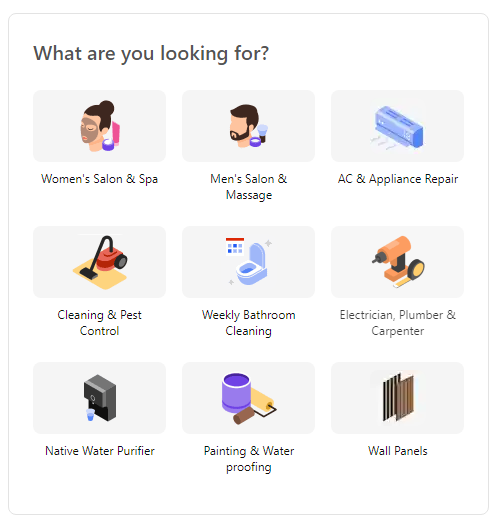 What are you looking for?
Women's Salon & Spa
Men's Salon &
Massage
AC & Appliance Repair
Cleaning & Pest
Control
Weekly Bathroom
Cleaning
Electrician, Plumber &
Carpenter
Native Water Purifier
Painting & Water
proofing
Wall Panels